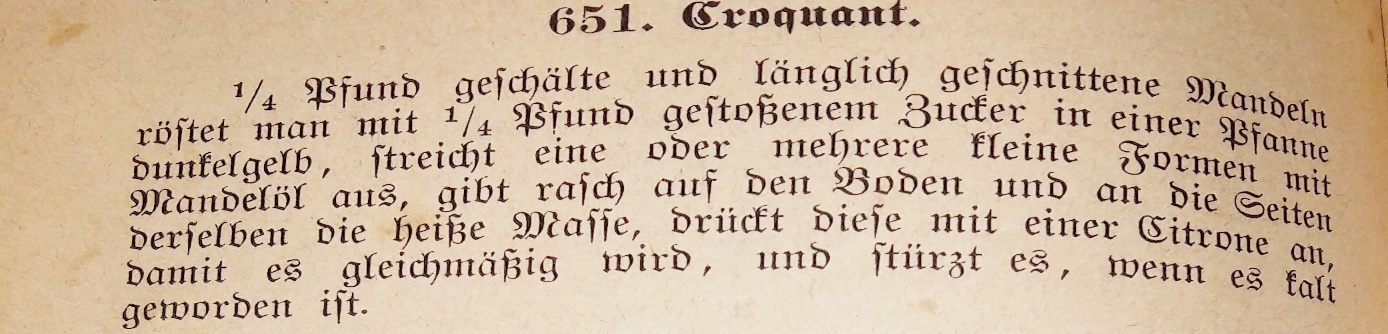 651. Croquant.
¹/₄ Pfund geschälte und länglich geschnittene Mandeln
röstet man mit ¹/₄ Pfund gestoßenem Zucker in einer Pfanne
dunkelgelb, streicht eine oder mehrere kleine Formen mit
Mandelöl aus, gibt rasch auf den Boden und an die Seiten
derselben die heiße Masse, drückt diese mit einer Citrone an,
damit es gleichmäßig wird, und stürzt es, wenn es kalt
geworden ist.